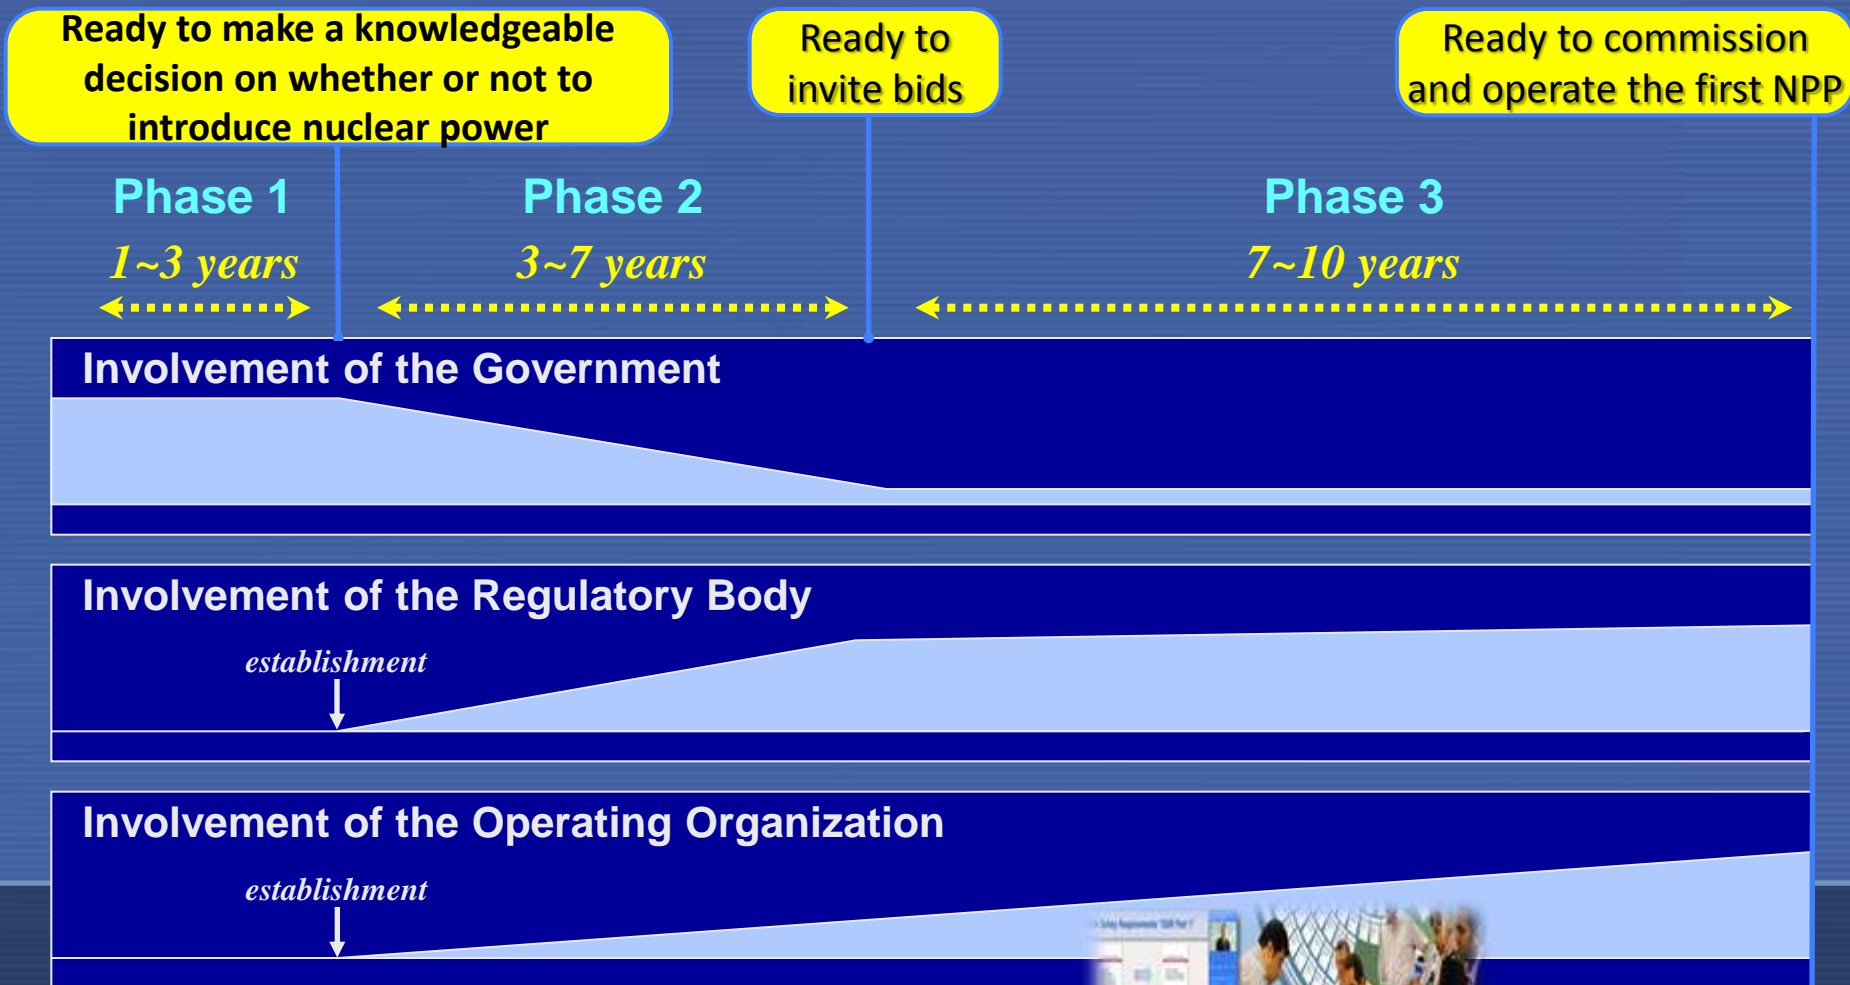 Ready to make a knowledgeable
decision on whether or not to
introduce nuclear power
Ready to
invite bids
Ready to commission
and operate the first NPP
Phase 1
Phase 2
Phase 3
1~3 years
3~7 years
7~10 years
Involvement of the Government
Involvement of the Regulatory Body
establishment
Involvement of the Operating Organization
establishment